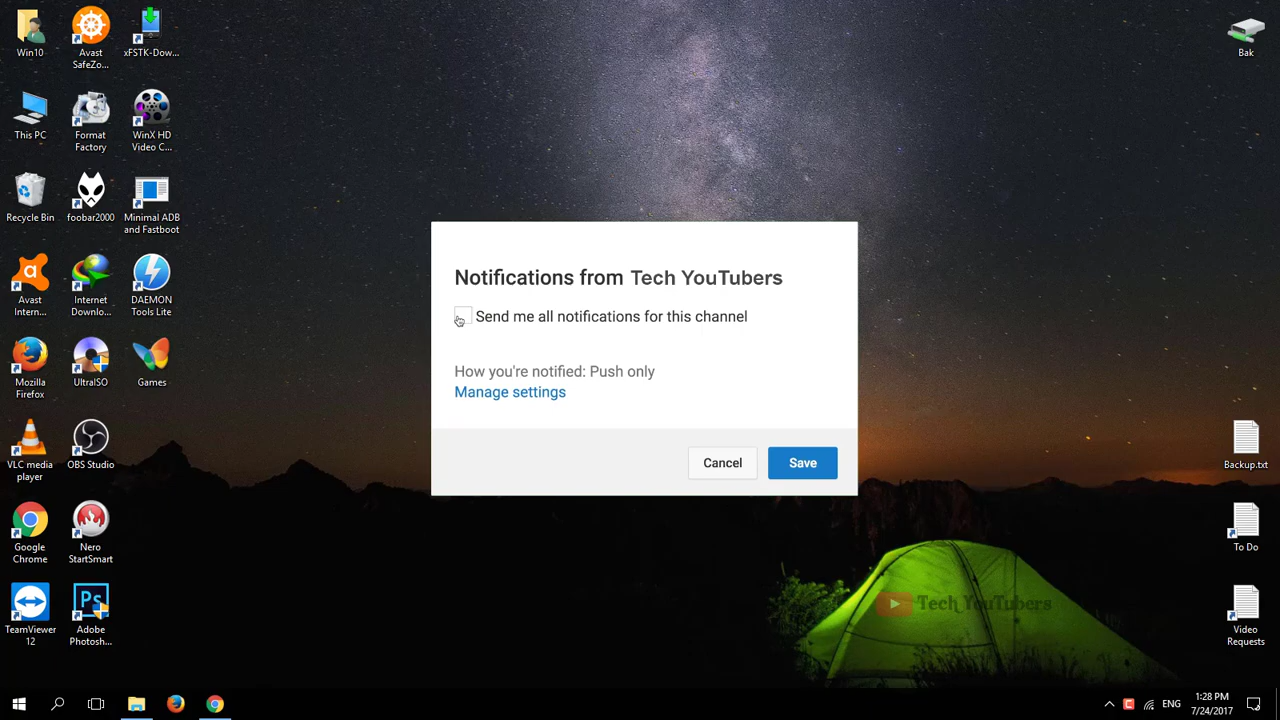 Win10
Avast
SafeZo...
xFSTK-Dow...
Bak
This PC
Format
Factory
WinX HD
Video C...
Recycle Bin
foobar2000
Minimal ADB
and Fastboot
Avast
Intern...
Internet
Downlo...
DAEMON
Tools Lite
Mozilla
Firefox
UltraISO
Games
VLC media
player
OBS Studio
Google
Chrome
Nero
StartSmart
TeamViewer
12
Ps
Adobe
Photosh...
Notifications from Tech YouTubers
Send me all notifications for this channel
How you're notified: Push only
Manage settings
Cancel
Save
Backup.txt
To Do
Video
Requests
ENG
1:28 PM
7/24/2017